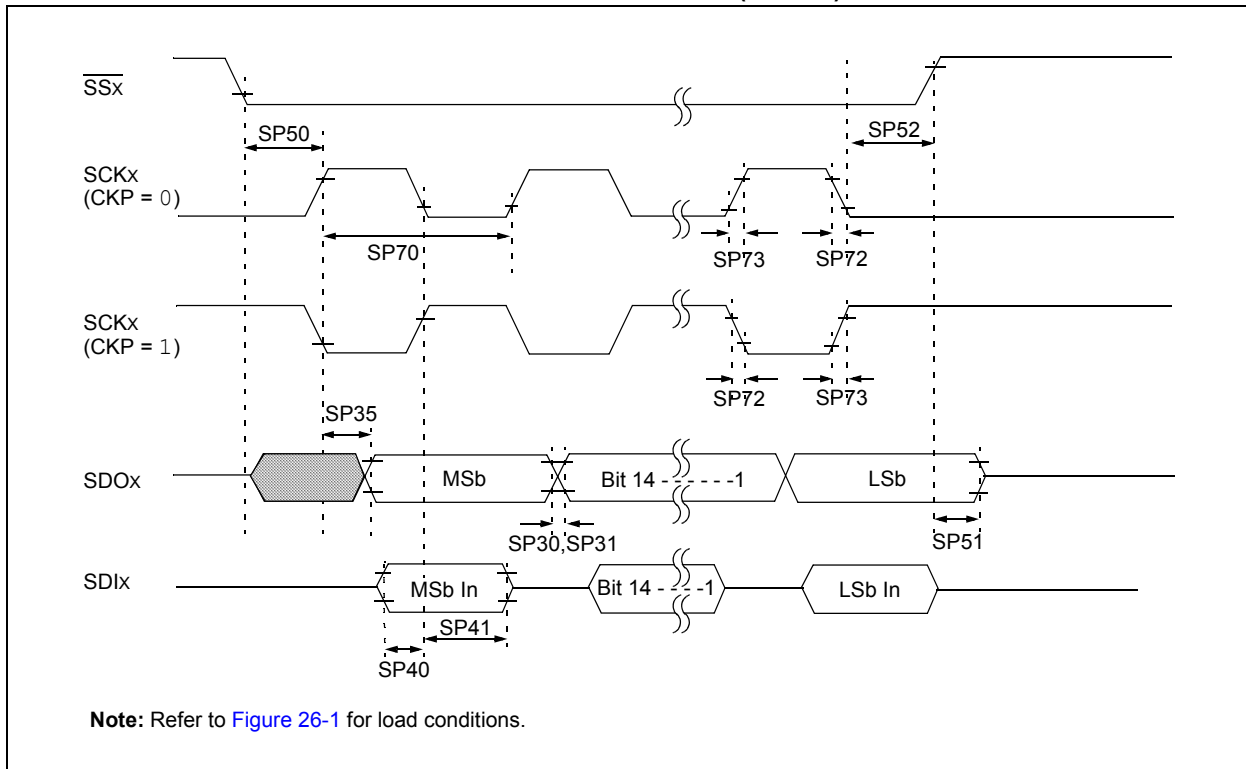 SSx
SP50
SP52
SCKx
(CKP = 0)
SP70
SP73
SP72
SCKx
(CKP = 1)
SP72
SP73
SP35
SDOx
MSb
Bit 14 - - - - - -1
LSb
SP30,SP31
SP51
SDIx
MSb In
Bit 14 - - - -1
LSb In
SP41
SP40
Note: Refer to Figure 26-1 for load conditions.